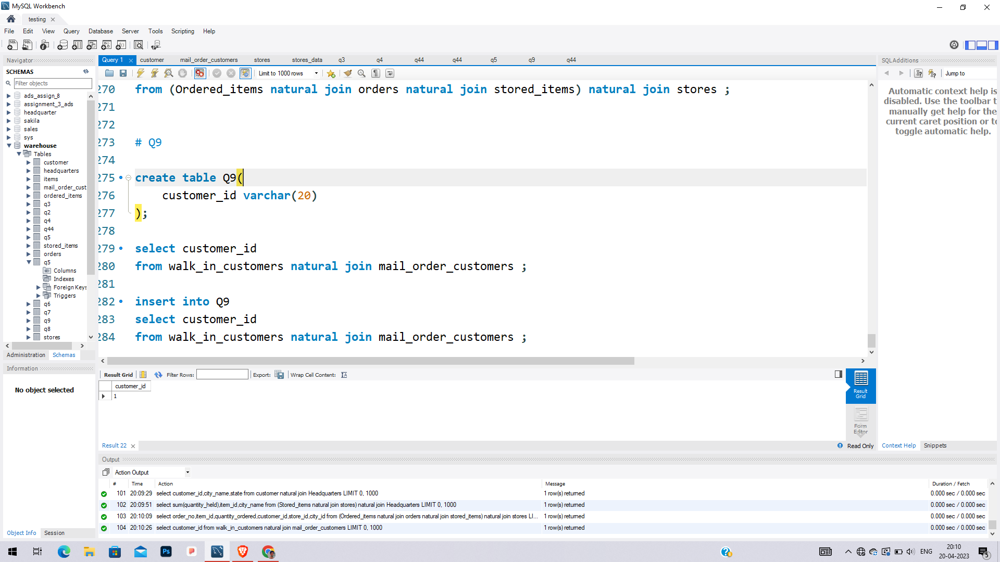 MySQL Workbench
testing
File Edit View Query Database Server Tools Scripting Help
Navigator
SCHEMAS
Filter objects
ads_assign_8
assignment_3_ads
headquarter
sakila
sales
sys
warehouse
Tables
customer
headquarters
items
mail_order_cust
ordered_items
q3
q2
q4
q44
q5
stored_items
orders
q5
Columns
Indexes
Foreign Keys
Triggers
q6
q7
q9
q8
stores
Administration Schemas
Information
No object selected
Object Info Session
Query 1 customer mail_order_customers stores stores_data q3 q4 q44 q44 q5 q9 q44
Limit to 1000 rows
270 from (Ordered_items natural join orders natural join stored_items) natural join stores ;
271
272
273 # Q9
274
275 create table Q9(
276 customer_id varchar(20)
277 );
278
279 select customer_id
280 from walk_in_customers natural join mail_order_customers ;
281
282 insert into Q9
283 select customer_id
284 from walk_in_customers natural join mail_order_customers ;
Result Grid Filter Rows: Export: Wrap Cell Content:
customer_id
1
Result Grid
Form Editor
Result 22
Read Only
SQLAdditions
Jump to
Automatic context help is
disabled. Use the toolbar t
manually get help for the
current caret position or to
toggle automatic help.
Context Help Snippets
Output
Action Output
# Time Action Message Duration / Fetch
101 20:09:29 select customer_id,city_name,state from customer natural join Headquarters LIMIT 0, 1000 1 row(s) returned 0.000 sec / 0.000 sec
102 20:09:51 select sum(quantity_held),item_id,city_name from (Stored_items natural join stores) natural join Headquarters LIMIT 0, 1000 1 row(s) returned 0.000 sec / 0.000 sec
103 20:10:09 select order_no,item_id,quantity_ordered,customer_id,store_id,city_id from (Ordered_items natural join orders natural join stored_items) natural join stores LI... 1 row(s) returned 0.000 sec / 0.000 sec
104 20:10:26 select customer_id from walk_in_customers natural join mail_order_customers LIMIT 0, 1000 1 row(s) returned 0.000 sec / 0.000 sec
Ps
ENG
20:10
20-04-2023
5